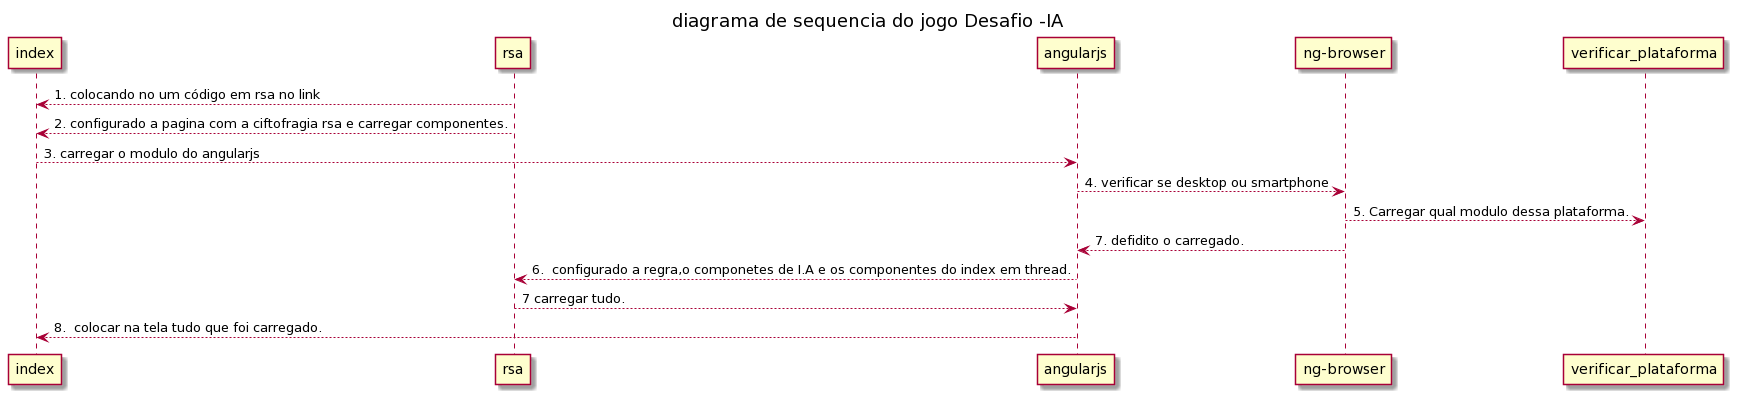 diagrama de sequencia do jogo Desafio -IA
index rsa angularjs ng-browser verificar_plataforma
1. colocando no um código em rsa no link
2. configurado a pagina com a ciftofragia rsa e carregar componentes.
3. carregar o modulo do angularjs
4. verificar se desktop ou smartphone
5. Carregar qual modulo dessa plataforma.
7. defidito o carregado.
6.  configurado a regra,o componetes de I.A e os componentes do index em thread.
7 carregar tudo.
8.  colocar na tela tudo que foi carregado.
index rsa angularjs ng-browser verificar_plataforma